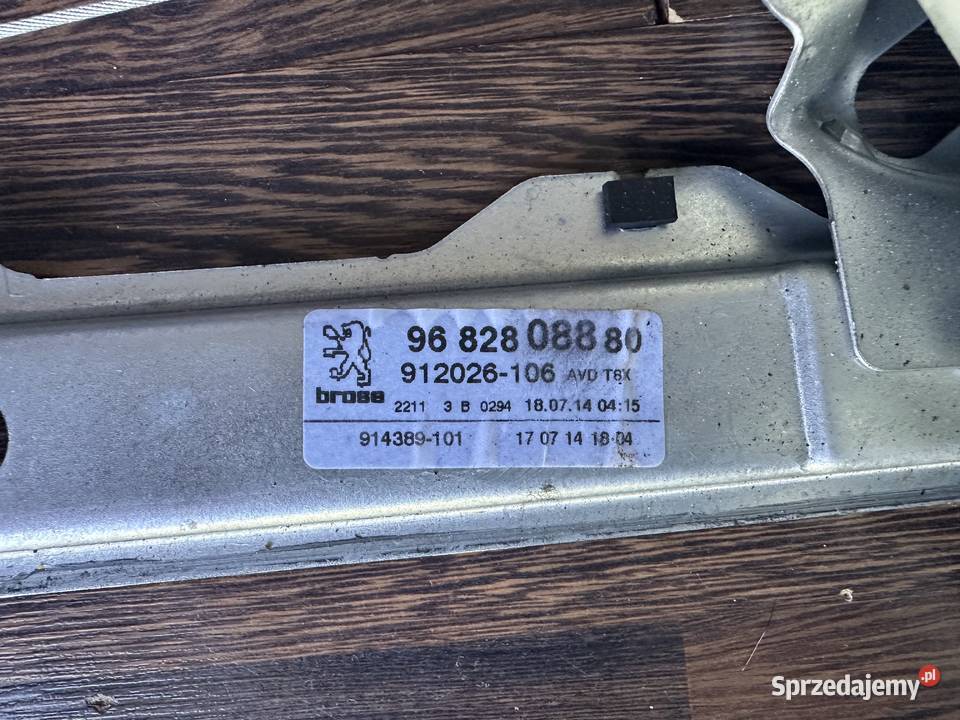 96 828 088 80
912026-106 AVD T6X
brose
2211 3 B 0294 18.07.14 04:15
914389-101 17 07 14 18:04
Sprzedajemy.pl